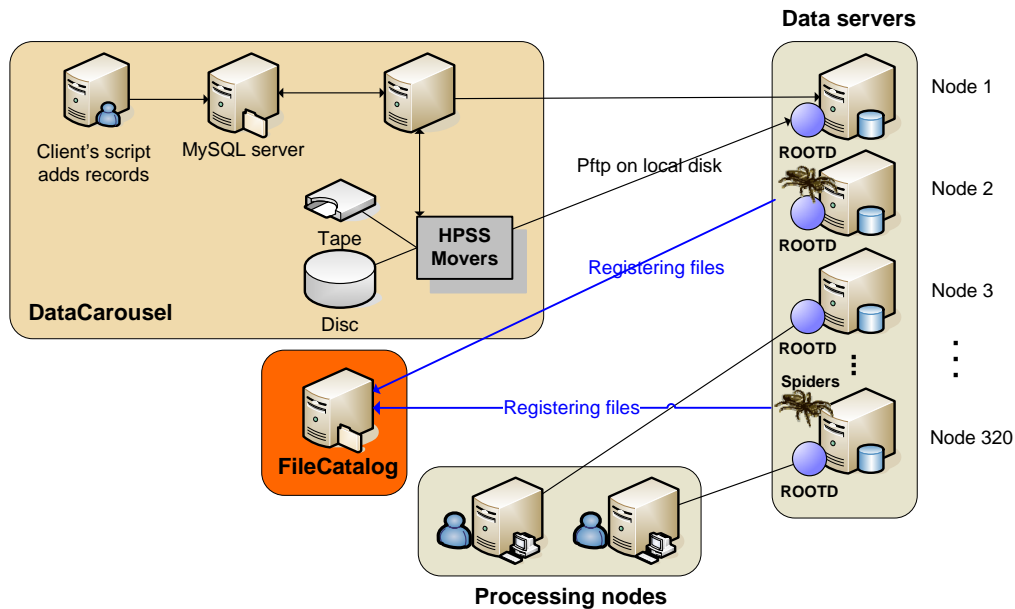 Data servers
Node 1
Client's script
adds records
MySQL server
ROOTD
Pftp on local disk
Node 2
Tape
HPSS
Movers
ROOTD
Registering files
Node 3
DataCarousel
Disc
ROOTD
Spiders
Registering files
Node 320
FileCatalog
ROOTD
Processing nodes